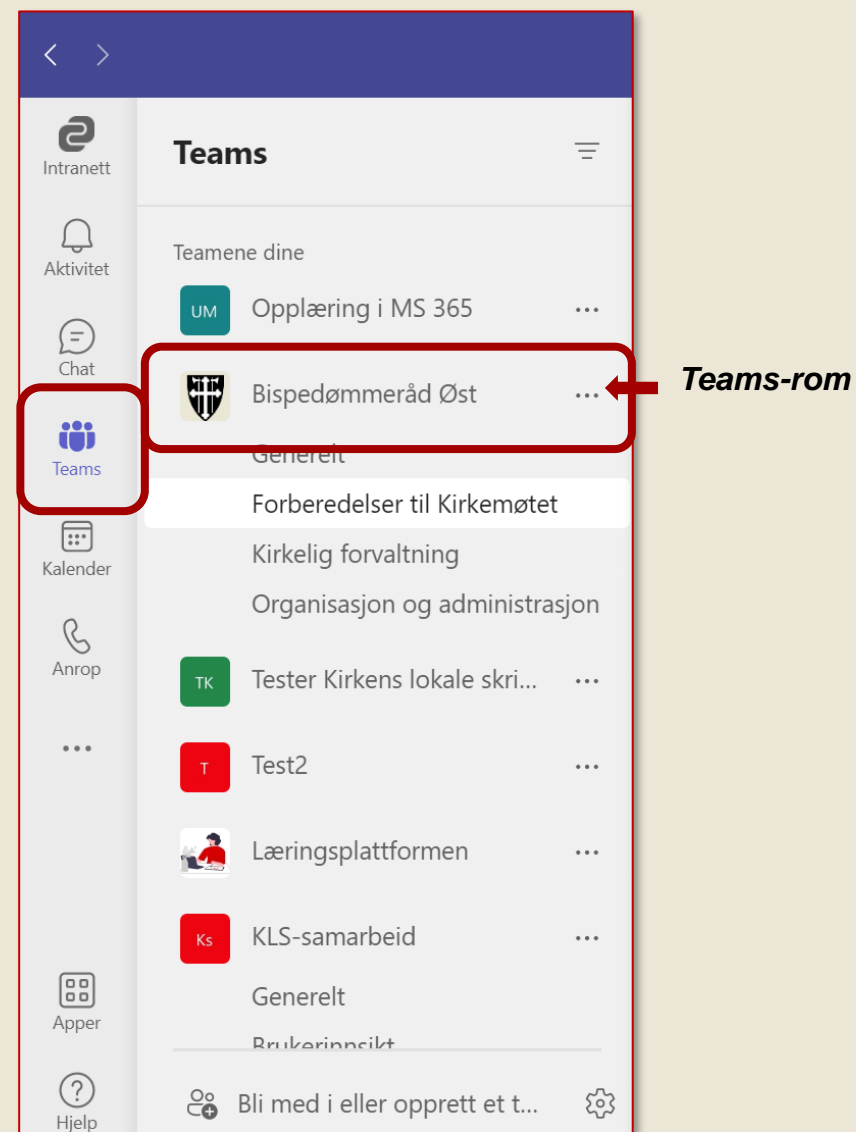 Intranett
Aktivitet
Chat
Teams
Kalender
Anrop
Apper
Hjelp
Teams
Teamene dine
UM Opplæring i MS 365
Bispedømmeråd Øst
Teams-rom
Generelt
Forberedelser til Kirkemøtet
Kirkelig forvaltning
Organisasjon og administrasjon
TK Tester Kirkens lokale skri...
T Test2
Læringsplattformen
Ks KLS-samarbeid
Generelt
Brukerinnsikt
Bli med i eller opprett et t...